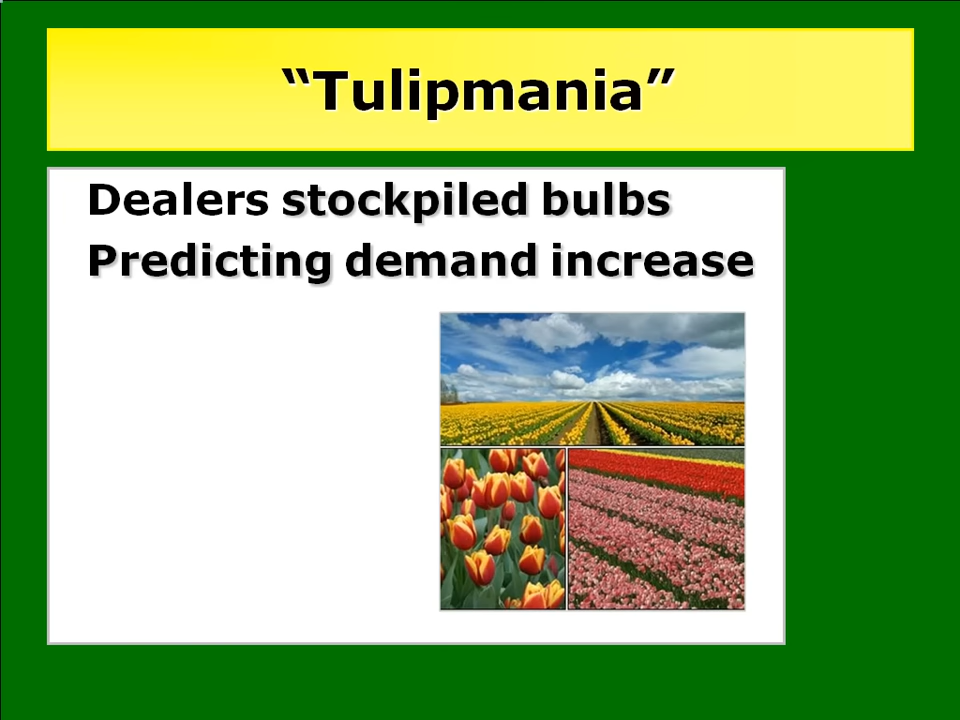 “Tulipmania”
Dealers stockpiled bulbs
Predicting demand increase